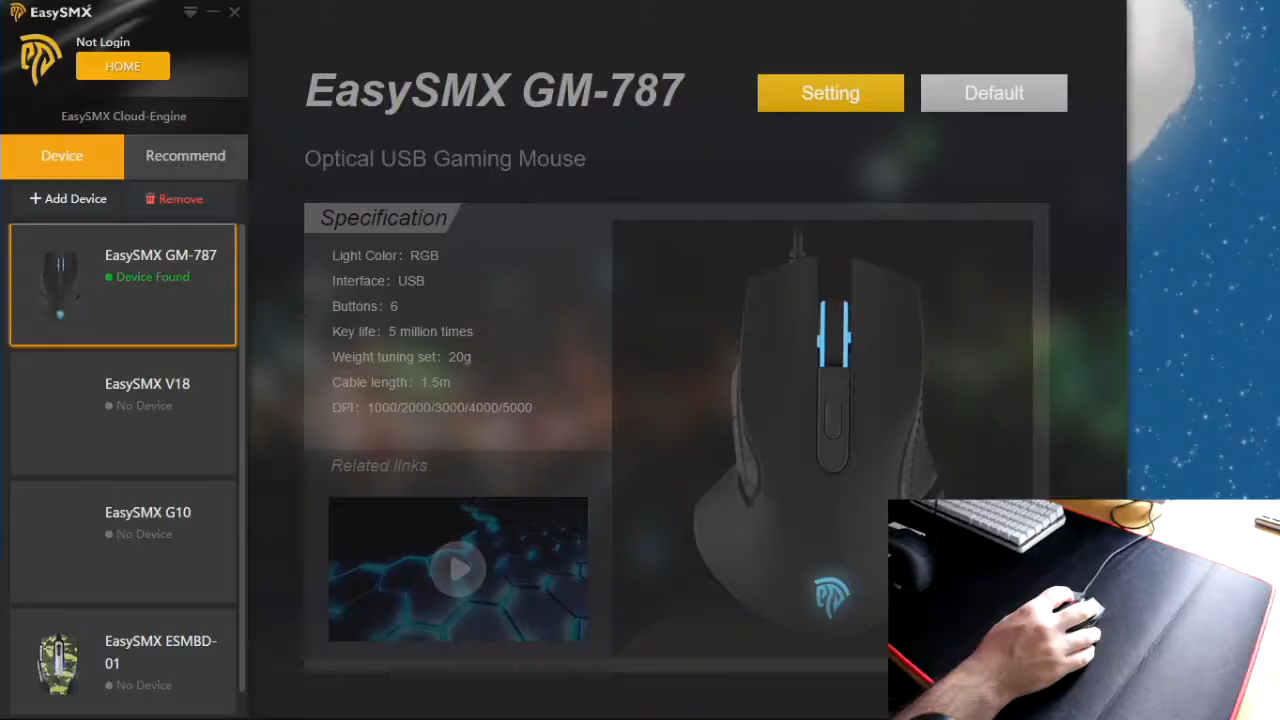 EasySMX
Not Login
HOME
EasySMX Cloud-Engine
Device
Recommend
+ Add Device
Remove
EasySMX GM-787
Device Found
EasySMX V18
No Device
EasySMX G10
No Device
EasySMX ESMBD-
01
No Device
EasySMX GM-787
Setting
Default
Optical USB Gaming Mouse
Specification
Light Color: RGB
Interface: USB
Buttons: 6
Key life: 5 million times
Weight tuning set: 20g
Cable length: 1.5m
DPI: 1000/2000/3000/4000/5000
Related links